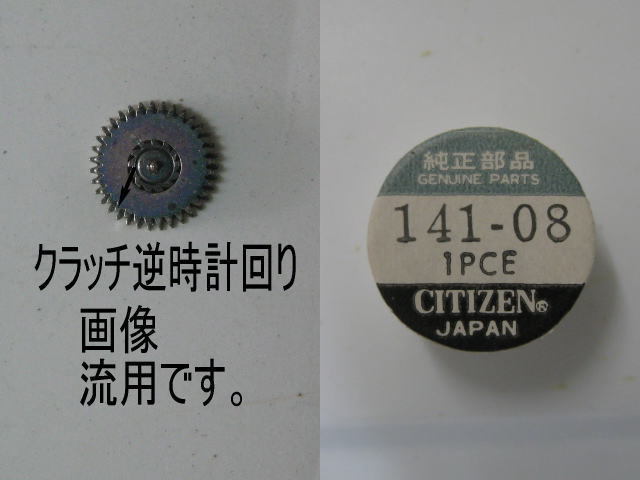 クラッチ逆時計回り
画像
流用です。
純正部品
GENUINE PARTS
141-08
1PCE
CITIZEN®
JAPAN